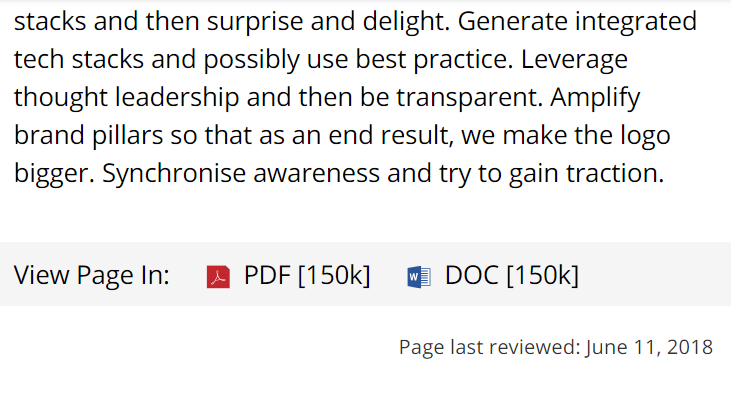 stacks and then surprise and delight. Generate integrated
tech stacks and possibly use best practice. Leverage
thought leadership and then be transparent. Amplify
brand pillars so that as an end result, we make the logo
bigger. Synchronise awareness and try to gain traction.
View Page In: PDF [150k] DOC [150k]
Page last reviewed: June 11, 2018